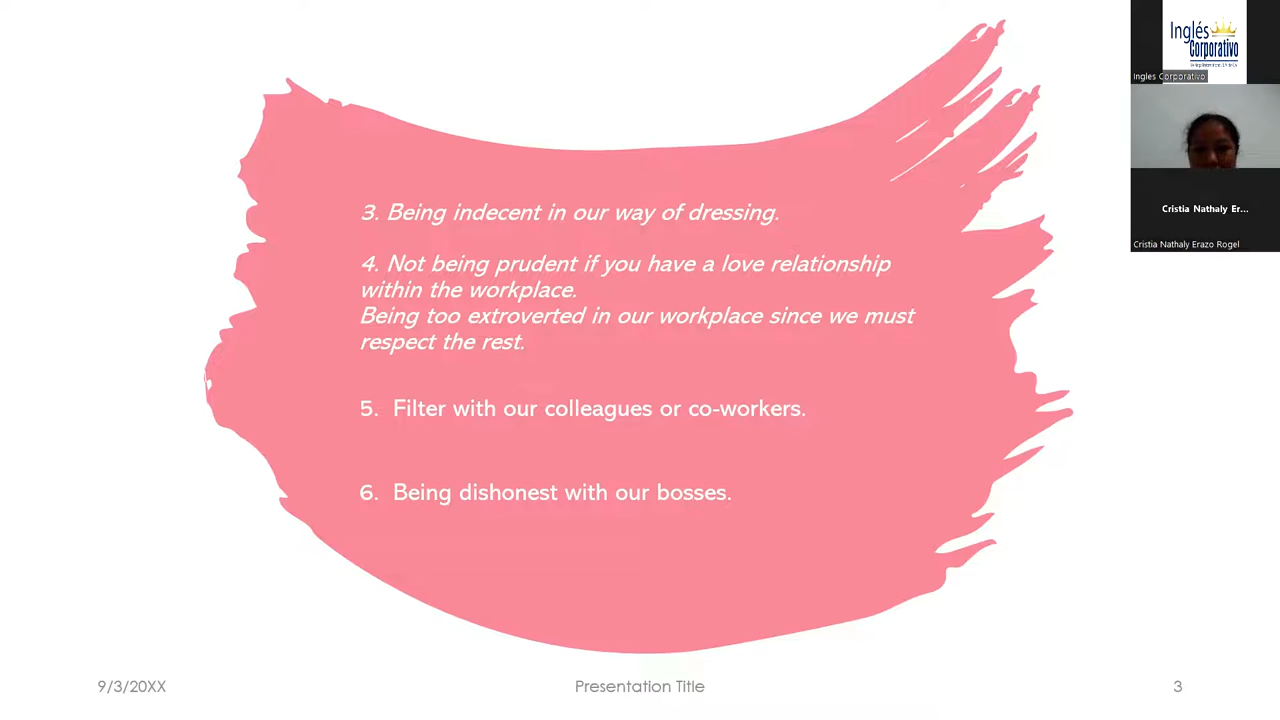 3. Being indecent in our way of dressing.
4. Not being prudent if you have a love relationship
within the workplace.
Being too extroverted in our workplace since we must
respect the rest.
5. Filter with our colleagues or co-workers.
6. Being dishonest with our bosses.
9/3/20XX
Presentation Title
3
Inglés
Corporativo
Ingles Corporativo
Cristia Nathaly Er...
Cristia Nathaly Erazo Rogel